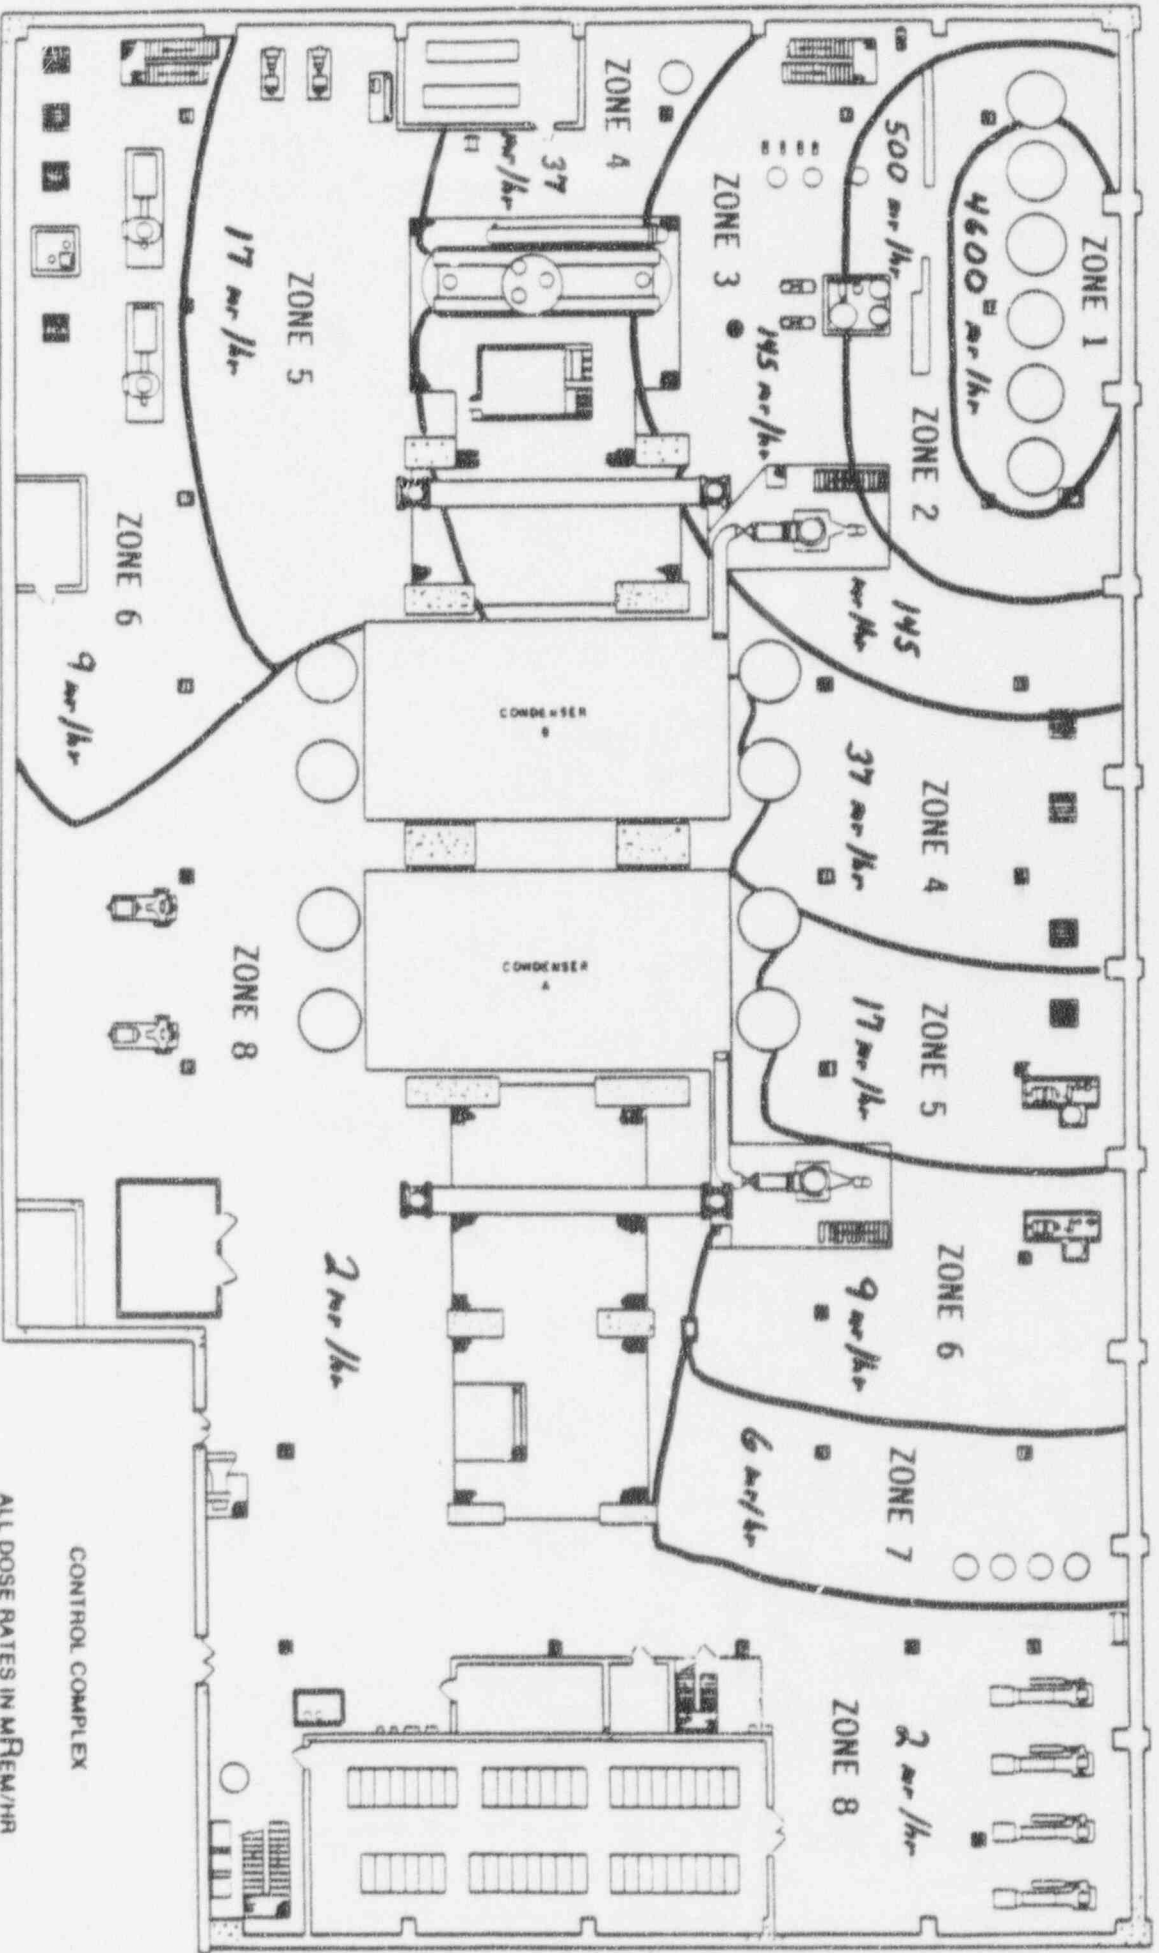 ZONE 1
4600 mr/hr
500 mr/hr
ZONE 2
ZONE 3
145 mr/hr
145 mr/hr
ZONE 4
37 mr/hr
ZONE 4
37 mr/hr
ZONE 5
17 mr/hr
ZONE 5
17 mr/hr
ZONE 6
9 mr/hr
ZONE 6
9 mr/hr
ZONE 7
6 mr/hr
ZONE 8
2 mr/hr
ZONE 8
2 mr/hr
CONDENSER
B
CONDENSER
A
CONTROL COMPLEX
ALL DOSE RATES IN